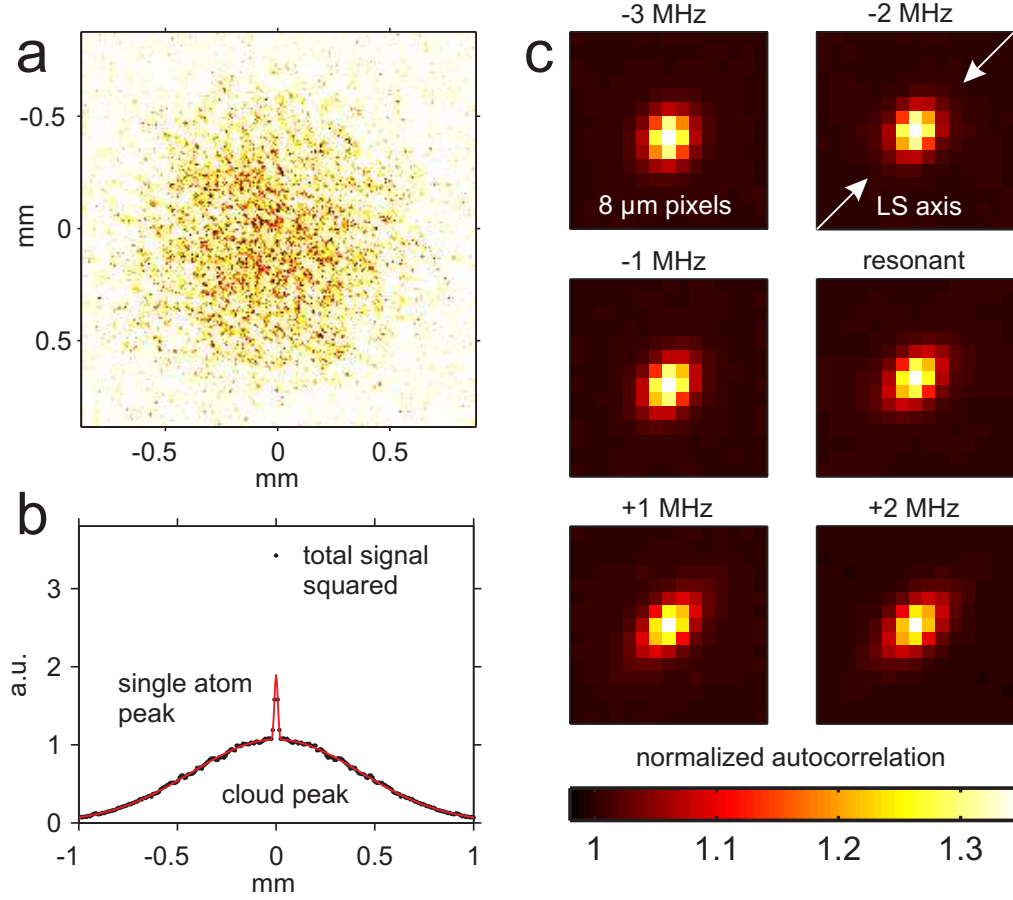 a
-0.5
0
0.5
mm
-0.5
0
0.5
mm
b
3
2
1
0
a.u.
total signal
squared
single atom
peak
cloud peak
-1
-0.5
0
0.5
1
mm
c
-3 MHz
-2 MHz
8 µm pixels
LS axis
-1 MHz
resonant
+1 MHz
+2 MHz
normalized autocorrelation
1
1.1
1.2
1.3